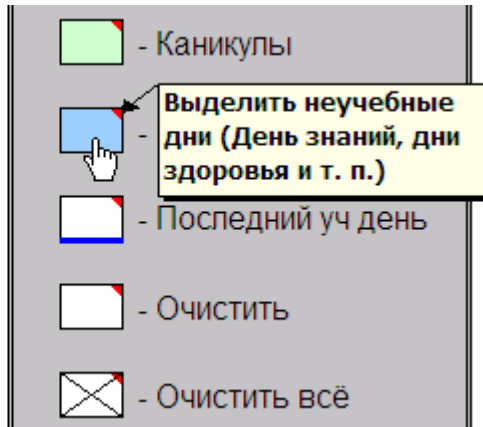 - Каникулы
Выделить неучебные
дни (День знаний, дни
здоровья и т. п.)
-
- Последний уч день
- Очистить
- Очистить всё